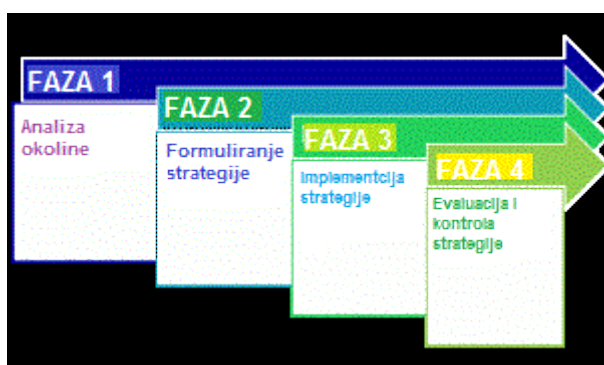 FAZA 1
Analiza
okoline
FAZA 2
Formuliranje
strategije
FAZA 3
Implementcija
strategije
FAZA 4
Evaluacija i
kontrola
strategije